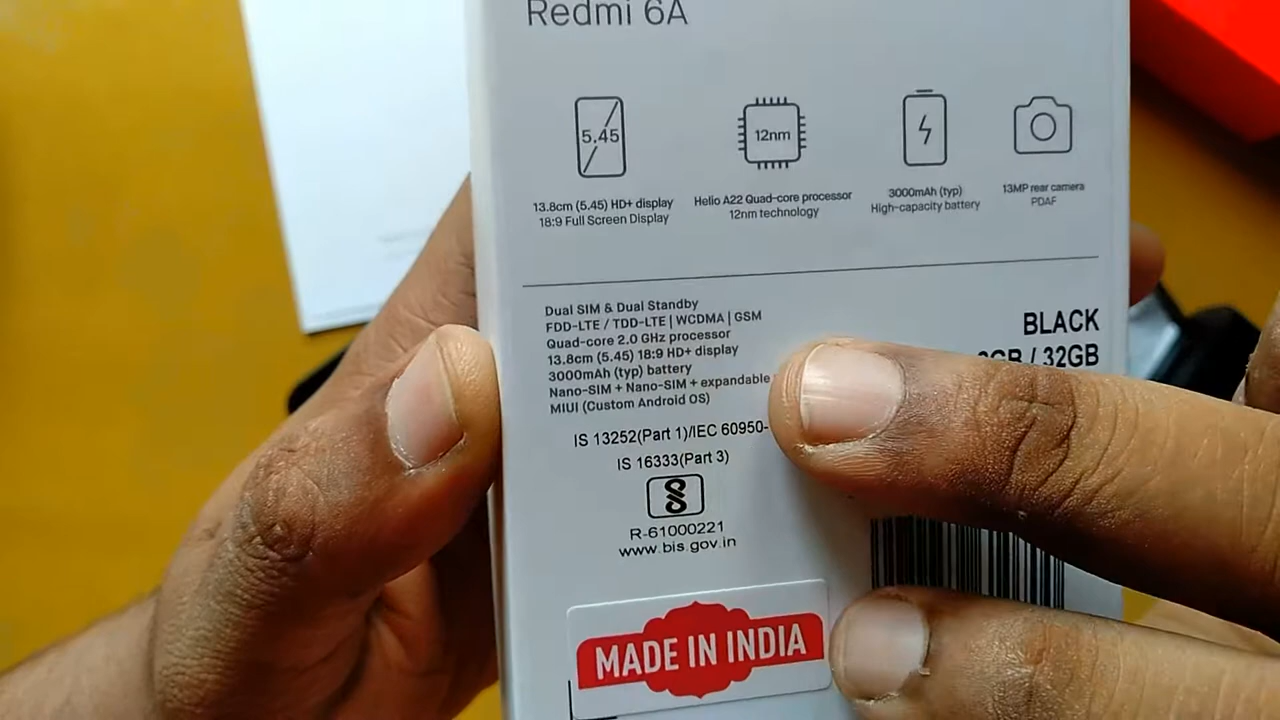 Redmi 6A
5.45
12nm
13.8cm (5.45) HD+ display
18:9 Full Screen Display
Helio A22 Quad-core processor
12nm technology
3000mAh (typ)
High-capacity battery
13MP rear camera
PDAF
Dual SIM & Dual Standby
FDD-LTE / TDD-LTE | WCDMA | GSM
Quad-core 2.0 GHz processor
13.8cm (5.45) 18:9 HD+ display
3000mAh (typ) battery
Nano-SIM + Nano-SIM + expandable
MIUI (Custom Android OS)
BLACK
/ 32GB
IS 13252(Part 1)/IEC 60950-
IS 16333(Part 3)
R-61000221
www.bis.gov.in
MADE IN INDIA